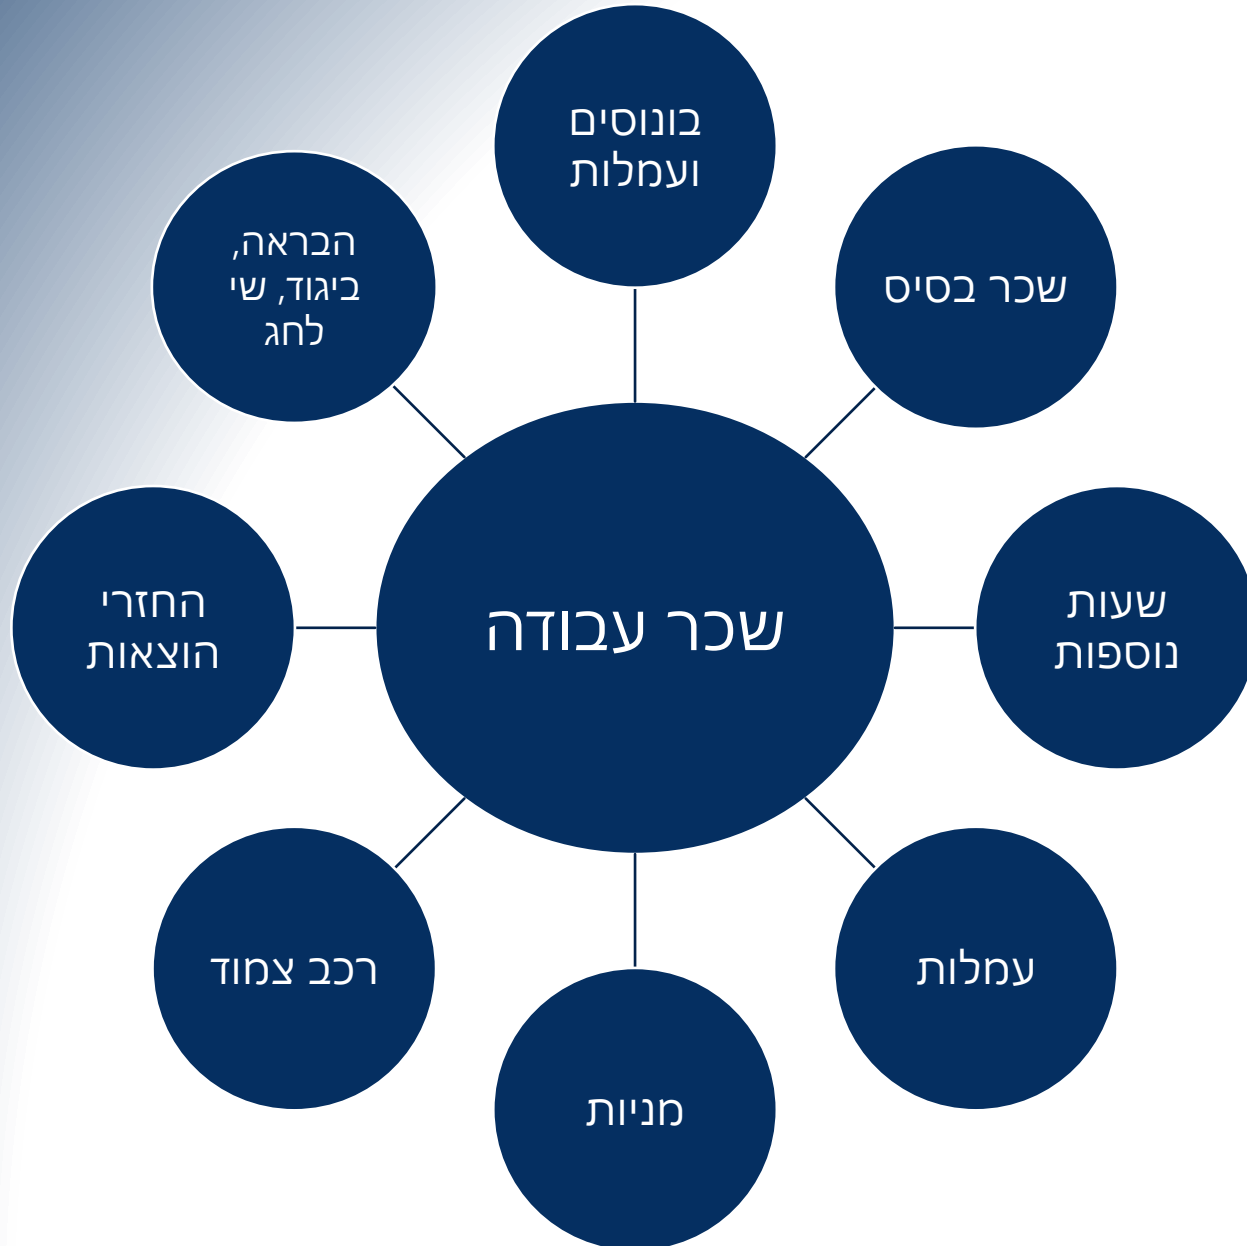 בונוסים
ועמלות
שכר בסיס
הבראה,
ביגוד, שי
לחג
שעות
נוספות
שכר עבודה
החזרי
הוצאות
עמלות
רכב צמוד
מניות